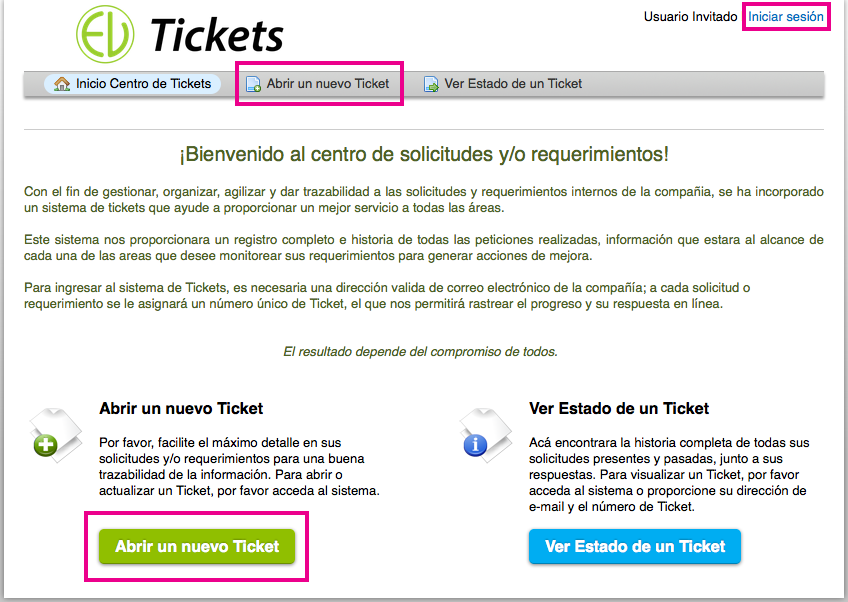 EV Tickets
Usuario Invitado Iniciar sesión
Inicio Centro de Tickets Abrir un nuevo Ticket Ver Estado de un Ticket
¡Bienvenido al centro de solicitudes y/o requerimientos!
Con el fin de gestionar, organizar, agilizar y dar trazabilidad a las solicitudes y requerimientos internos de la compañia, se ha incorporado
un sistema de tickets que ayude a proporcionar un mejor servicio a todas las áreas.
Este sistema nos proporcionara un registro completo e historia de todas las peticiones realizadas, información que estara al alcance de
cada una de las areas que desee monitorear sus requerimientos para generar acciones de mejora.
Para ingresar al sistema de Tickets, es necesaria una dirección valida de correo electrónico de la compañía; a cada solicitud o
requerimiento se le asignará un número único de Ticket, el que nos permitirá rastrear el progreso y su respuesta en línea.
El resultado depende del compromiso de todos.
Abrir un nuevo Ticket
Por favor, facilite el máximo detalle en sus
solicitudes y/o requerimientos para una buena
trazabilidad de la información. Para abrir o
actualizar un Ticket, por favor acceda al sistema.
Abrir un nuevo Ticket
Ver Estado de un Ticket
Acá encontrara la historia completa de todas sus
solicitudes presentes y pasadas, junto a sus
respuestas. Para visualizar un Ticket, por favor
acceda al sistema o proporcione su dirección de
e-mail y el número de Ticket.
Ver Estado de un Ticket